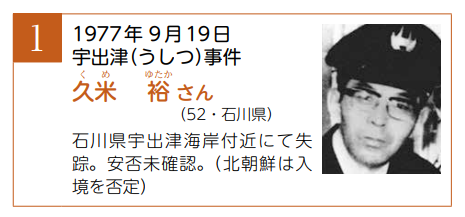 1
1977年9月19日
宇出津(うしつ)事件
くめ ゆたか
久米 裕さん
(52・石川県)
石川県宇出津海岸付近にて失
踪。安否未確認。(北朝鮮は入
境を否定)